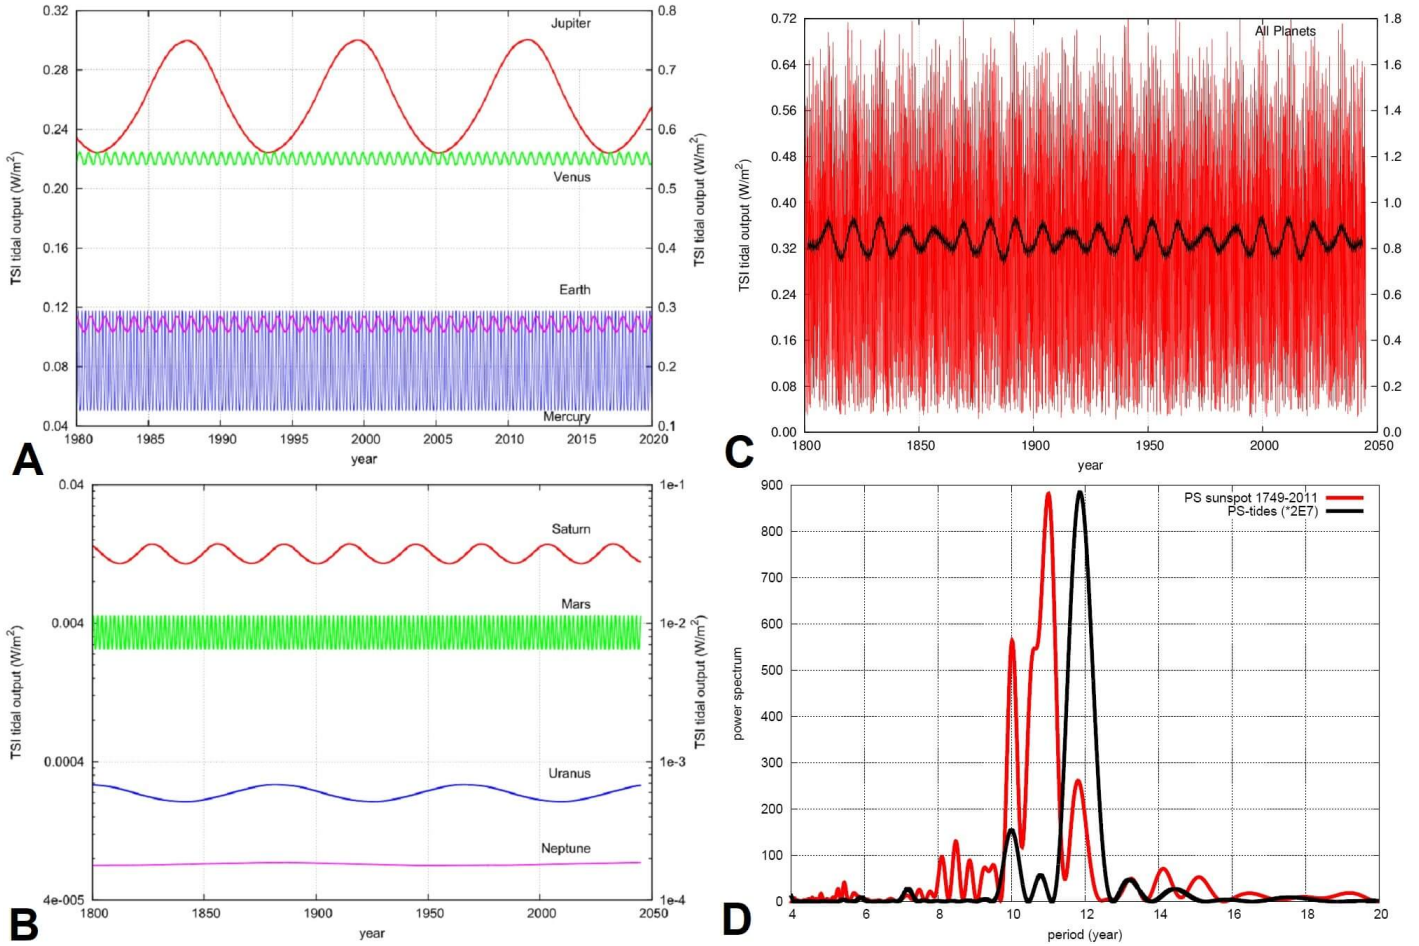 0.32
0.28
0.24
0.20
0.16
0.12
0.08
0.04
TSI tidal output (W/m²)
0.8
0.7
0.6
0.5
0.4
0.3
0.2
0.1
TSI tidal output (W/m²)
Jupiter
Venus
Earth
Mercury
1980 1985 1990 1995 2000 2005 2010 2015 2020
year
A
0.72
0.64
0.56
0.48
0.40
0.32
0.24
0.16
0.08
0.00
TSI tidal output (W/m²)
1.8
1.6
1.4
1.2
1.0
0.8
0.6
0.4
0.2
0.0
All Planets
1800 1850 1900 1950 2000 2050
year
C
0.04
0.004
0.0004
4e-005
TSI tidal output (W/m²)
1e-1
1e-2
1e-3
1e-4
TSI tidal output (W/m²)
Saturn
Mars
Uranus
Neptune
1800 1850 1900 1950 2000 2050
year
B
900
800
700
600
500
400
300
200
100
0
power spectrum
PS sunspot 1749-2011
PS-tides (*2E7)
4 6 8 10 12 14 16 18 20
period (year)
D